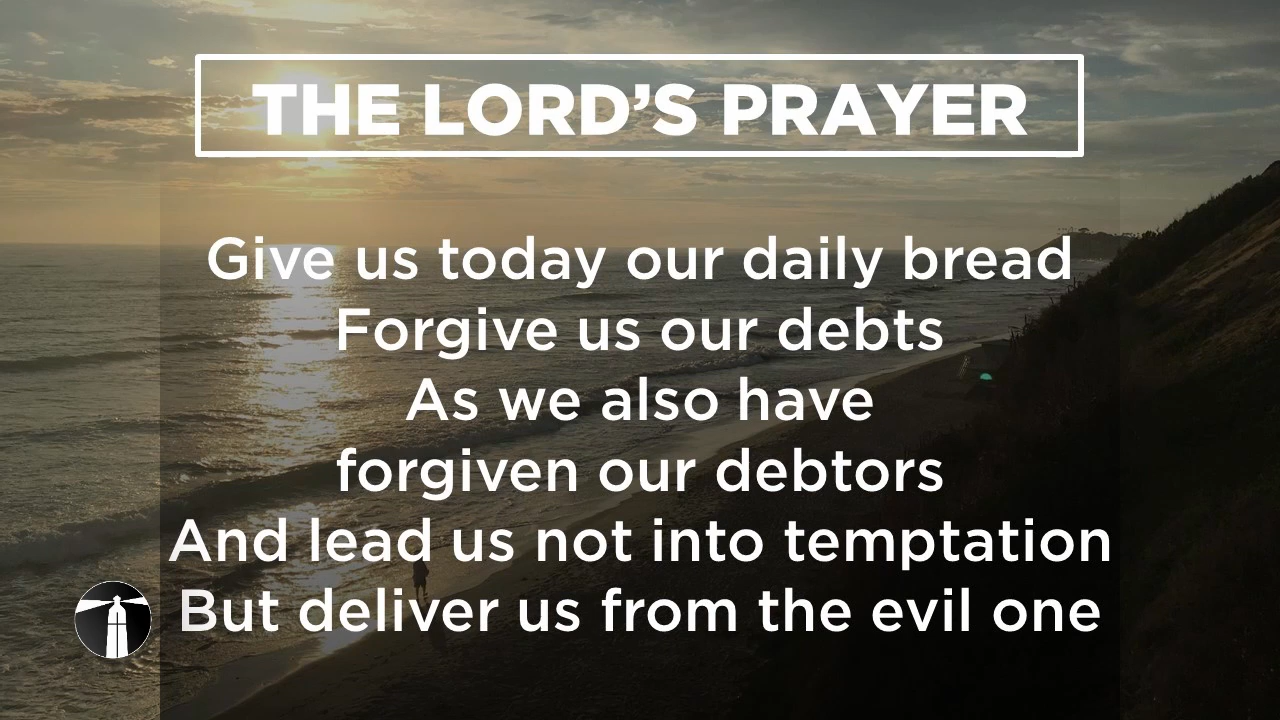 THE LORD’S PRAYER
Give us today our daily bread
Forgive us our debts
As we also have
forgiven our debtors
And lead us not into temptation
But deliver us from the evil one